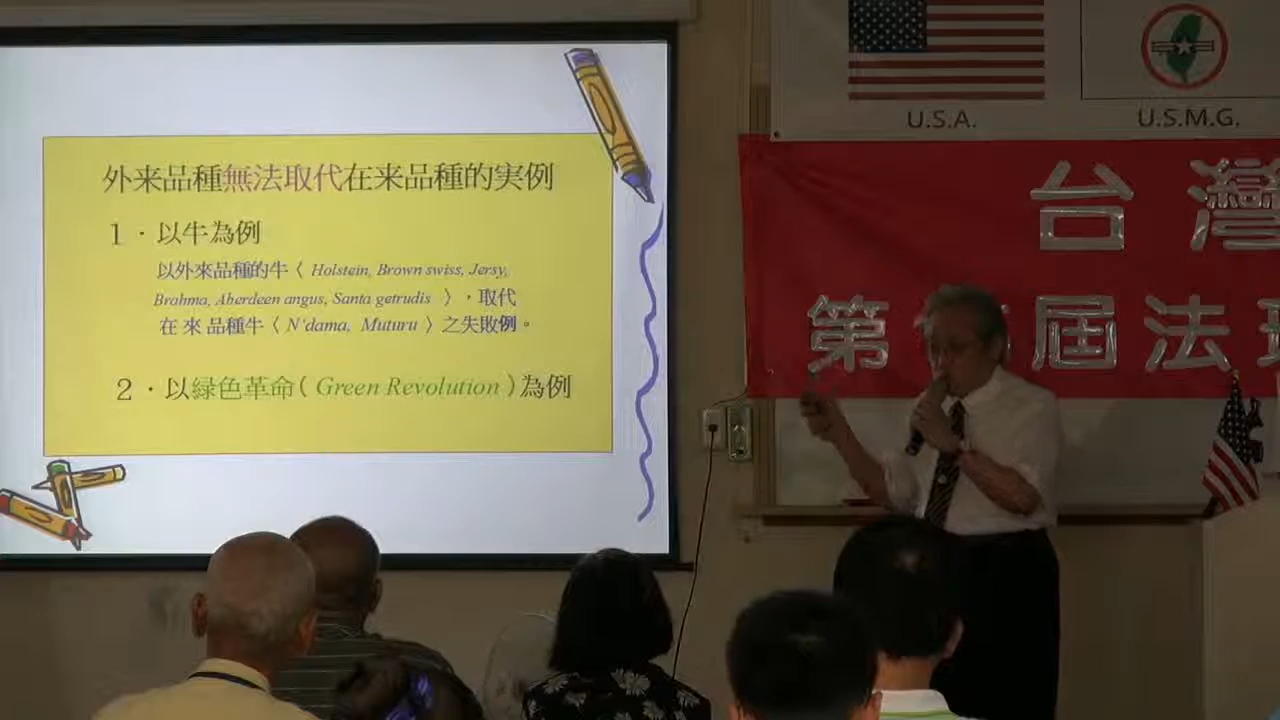 外来品種無法取代在来品種的実例
1・以牛為例
以外來品種的牛〈 Holstein, Brown swiss, Jersy,
Brahma, Aberdeen angus, Santa getrudis 〉，取代
在來品種牛〈 N‘dama, Muturu 〉之失敗例。
2・以緑色革命( Green Revolution )為例
U.S.A.
U.S.M.G.
台灣
第 屆法